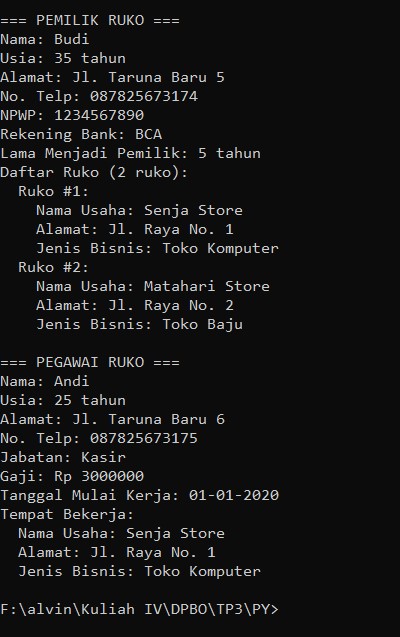 === PEMILIK RUKO ===
Nama: Budi
Usia: 35 tahun
Alamat: Jl. Taruna Baru 5
No. Telp: 087825673174
NPWP: 1234567890
Rekening Bank: BCA
Lama Menjadi Pemilik: 5 tahun
Daftar Ruko (2 ruko):
  Ruko #1:
    Nama Usaha: Senja Store
    Alamat: Jl. Raya No. 1
    Jenis Bisnis: Toko Komputer
  Ruko #2:
    Nama Usaha: Matahari Store
    Alamat: Jl. Raya No. 2
    Jenis Bisnis: Toko Baju

=== PEGAWAI RUKO ===
Nama: Andi
Usia: 25 tahun
Alamat: Jl. Taruna Baru 6
No. Telp: 087825673175
Jabatan: Kasir
Gaji: Rp 3000000
Tanggal Mulai Kerja: 01-01-2020
Tempat Bekerja:
  Nama Usaha: Senja Store
  Alamat: Jl. Raya No. 1
  Jenis Bisnis: Toko Komputer

F:\alvin\Kuliah IV\DPBO\TP3\PY>